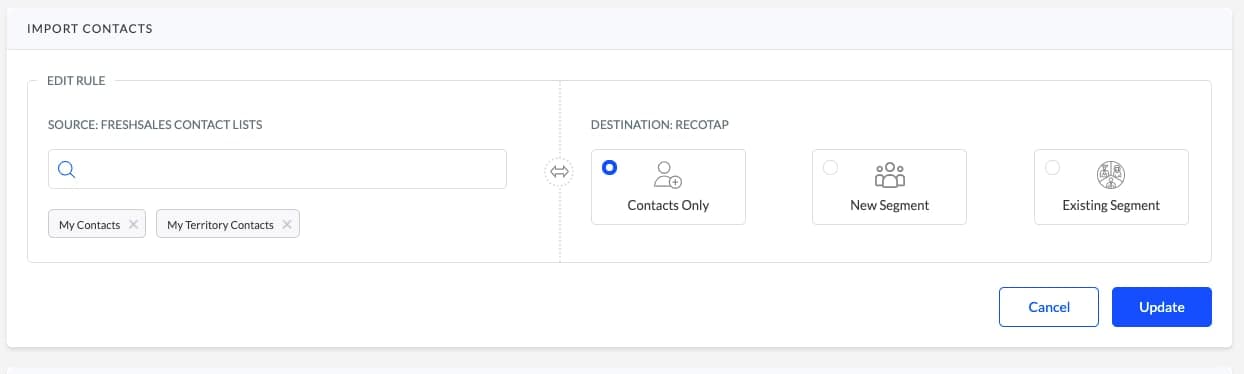 IMPORT CONTACTS
EDIT RULE
SOURCE: FRESHSALES CONTACT LISTS
My Contacts
My Territory Contacts
DESTINATION: RECOTAP
Contacts Only
New Segment
Existing Segment
Cancel
Update